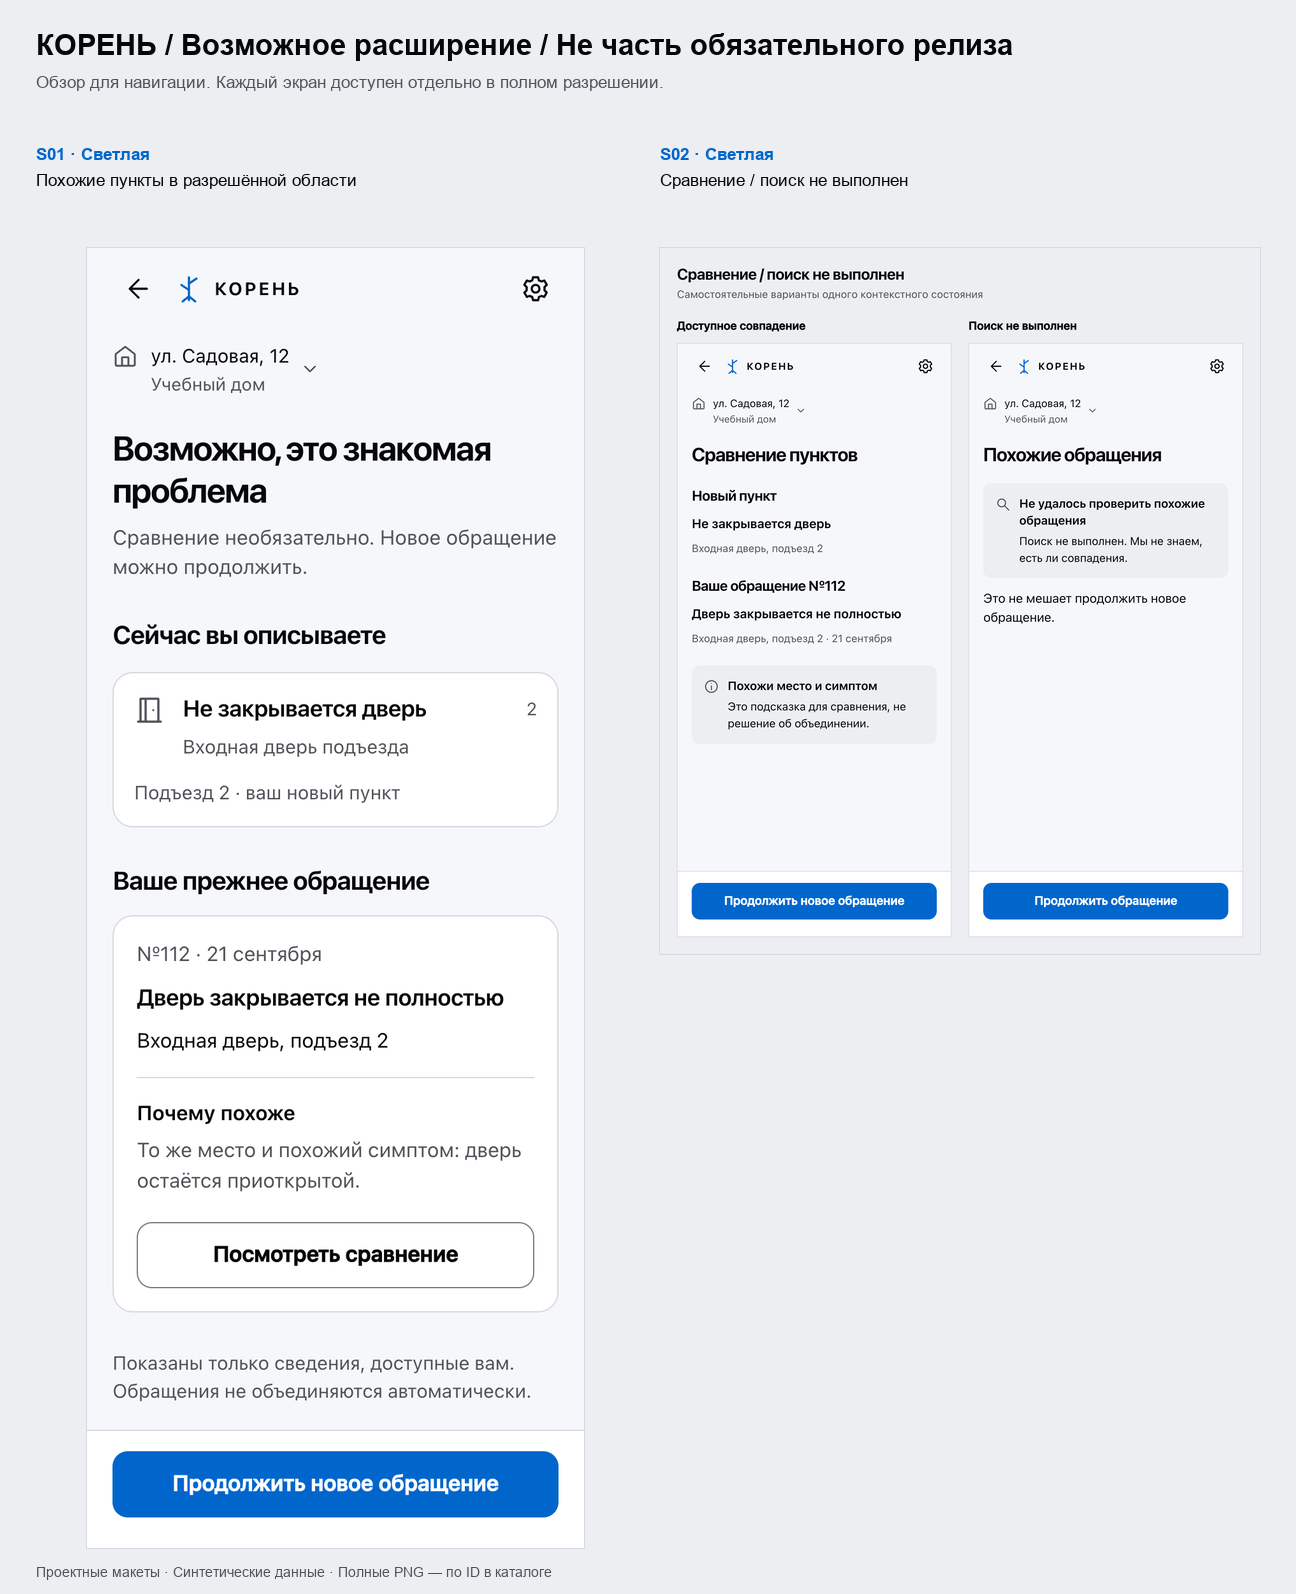 КОРЕНЬ / Возможное расширение / Не часть обязательного релиза
Обзор для навигации. Каждый экран доступен отдельно в полном разрешении.
S01 · Светлая
Похожие пункты в разрешённой области
КОРЕНЬ
ул. Садовая, 12
Учебный дом
Возможно, это знакомая
проблема
Сравнение необязательно. Новое обращение
можно продолжить.
Сейчас вы описываете
Не закрывается дверь 2
Входная дверь подъезда
Подъезд 2 · ваш новый пункт
Ваше прежнее обращение
№112 · 21 сентября
Дверь закрывается не полностью
Входная дверь, подъезд 2
Почему похоже
То же место и похожий симптом: дверь
остаётся приоткрытой.
Посмотреть сравнение
Показаны только сведения, доступные вам.
Обращения не объединяются автоматически.
Продолжить новое обращение
S02 · Светлая
Сравнение / поиск не выполнен
Сравнение / поиск не выполнен
Самостоятельные варианты одного контекстного состояния
Доступное совпадение
КОРЕНЬ
ул. Садовая, 12
Учебный дом
Сравнение пунктов
Новый пункт
Не закрывается дверь
Входная дверь, подъезд 2
Ваше обращение №112
Дверь закрывается не полностью
Входная дверь, подъезд 2 · 21 сентября
Похожи место и симптом
Это подсказка для сравнения, не
решение об объединении.
Продолжить новое обращение
Поиск не выполнен
КОРЕНЬ
ул. Садовая, 12
Учебный дом
Похожие обращения
Не удалось проверить похожие
обращения
Поиск не выполнен. Мы не знаем,
есть ли совпадения.
Это не мешает продолжить новое
обращение.
Продолжить обращение
Проектные макеты · Синтетические данные · Полные PNG — по ID в каталоге